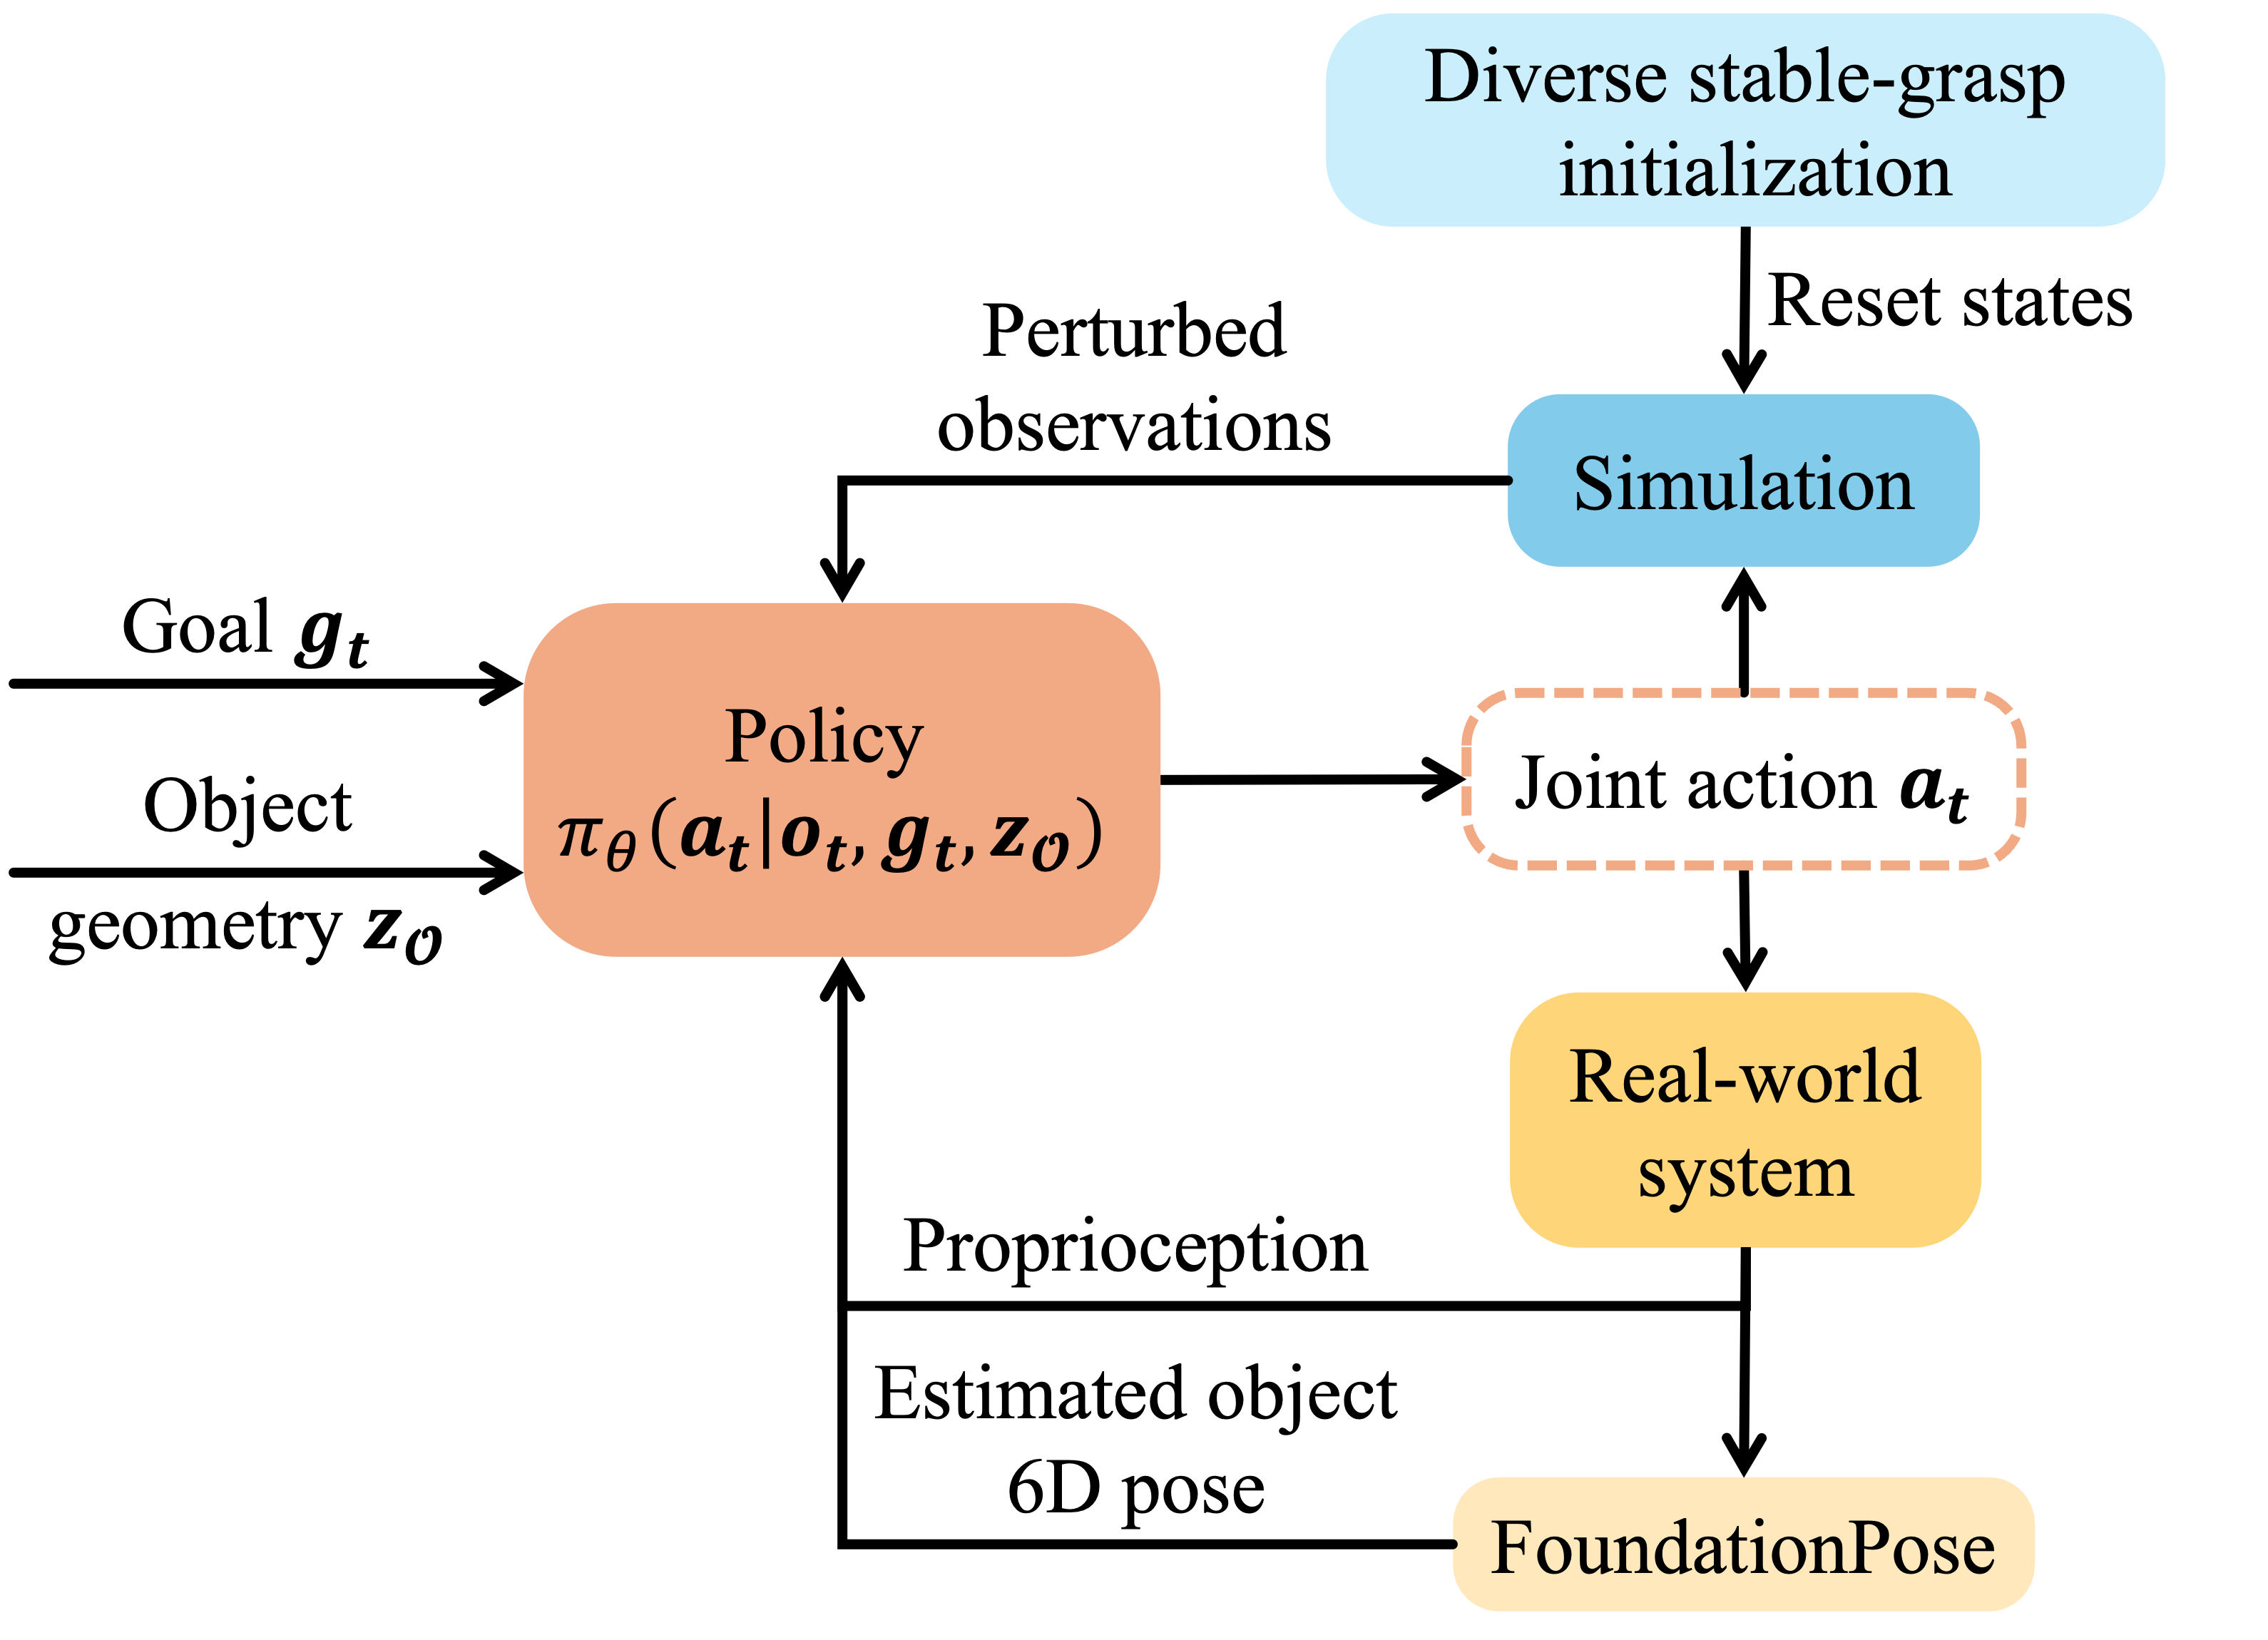 Diverse stable-grasp
initialization
Reset states
Perturbed
observations
Simulation
Goal g_t
Object
geometry z_𝒪
Policy
π_θ(a_t|o_t, g_t, z_𝒪)
Joint action a_t
Real-world
system
Proprioception
Estimated object
6D pose
FoundationPose